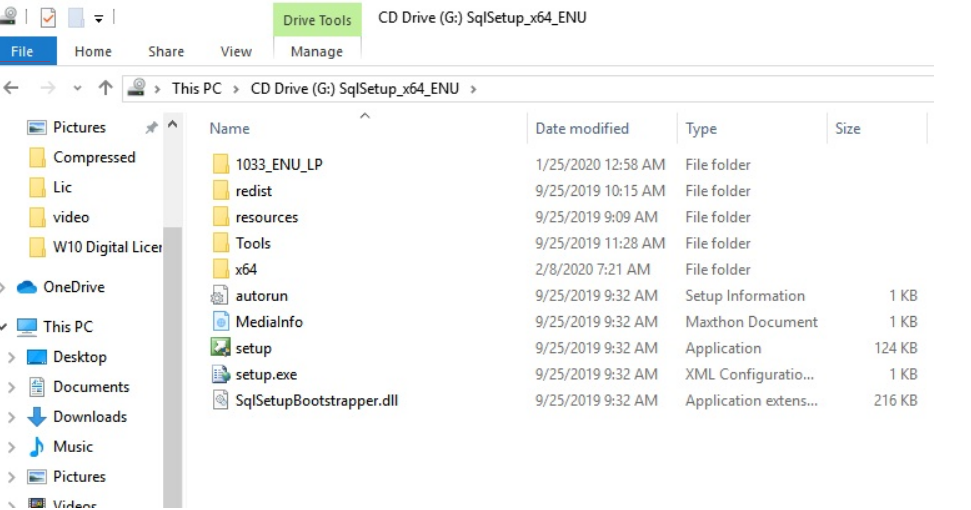 Drive Tools CD Drive (G:) SqlSetup_x64_ENU
File Home Share View Manage
This PC > CD Drive (G:) SqlSetup_x64_ENU >
Name Date modified Type Size
Pictures
Compressed
Lic
video
W10 Digital Licer
OneDrive
This PC
Desktop
Documents
Downloads
Music
Pictures
Videos
1033_ENU_LP 1/25/2020 12:58 AM File folder
redist 9/25/2019 10:15 AM File folder
resources 9/25/2019 9:09 AM File folder
Tools 9/25/2019 11:28 AM File folder
x64 2/8/2020 7:21 AM File folder
autorun 9/25/2019 9:32 AM Setup Information 1 KB
MediaInfo 9/25/2019 9:32 AM Maxthon Document 1 KB
setup 9/25/2019 9:32 AM Application 124 KB
setup.exe 9/25/2019 9:32 AM XML Configuratio... 1 KB
SqlSetupBootstrapper.dll 9/25/2019 9:32 AM Application extens... 216 KB